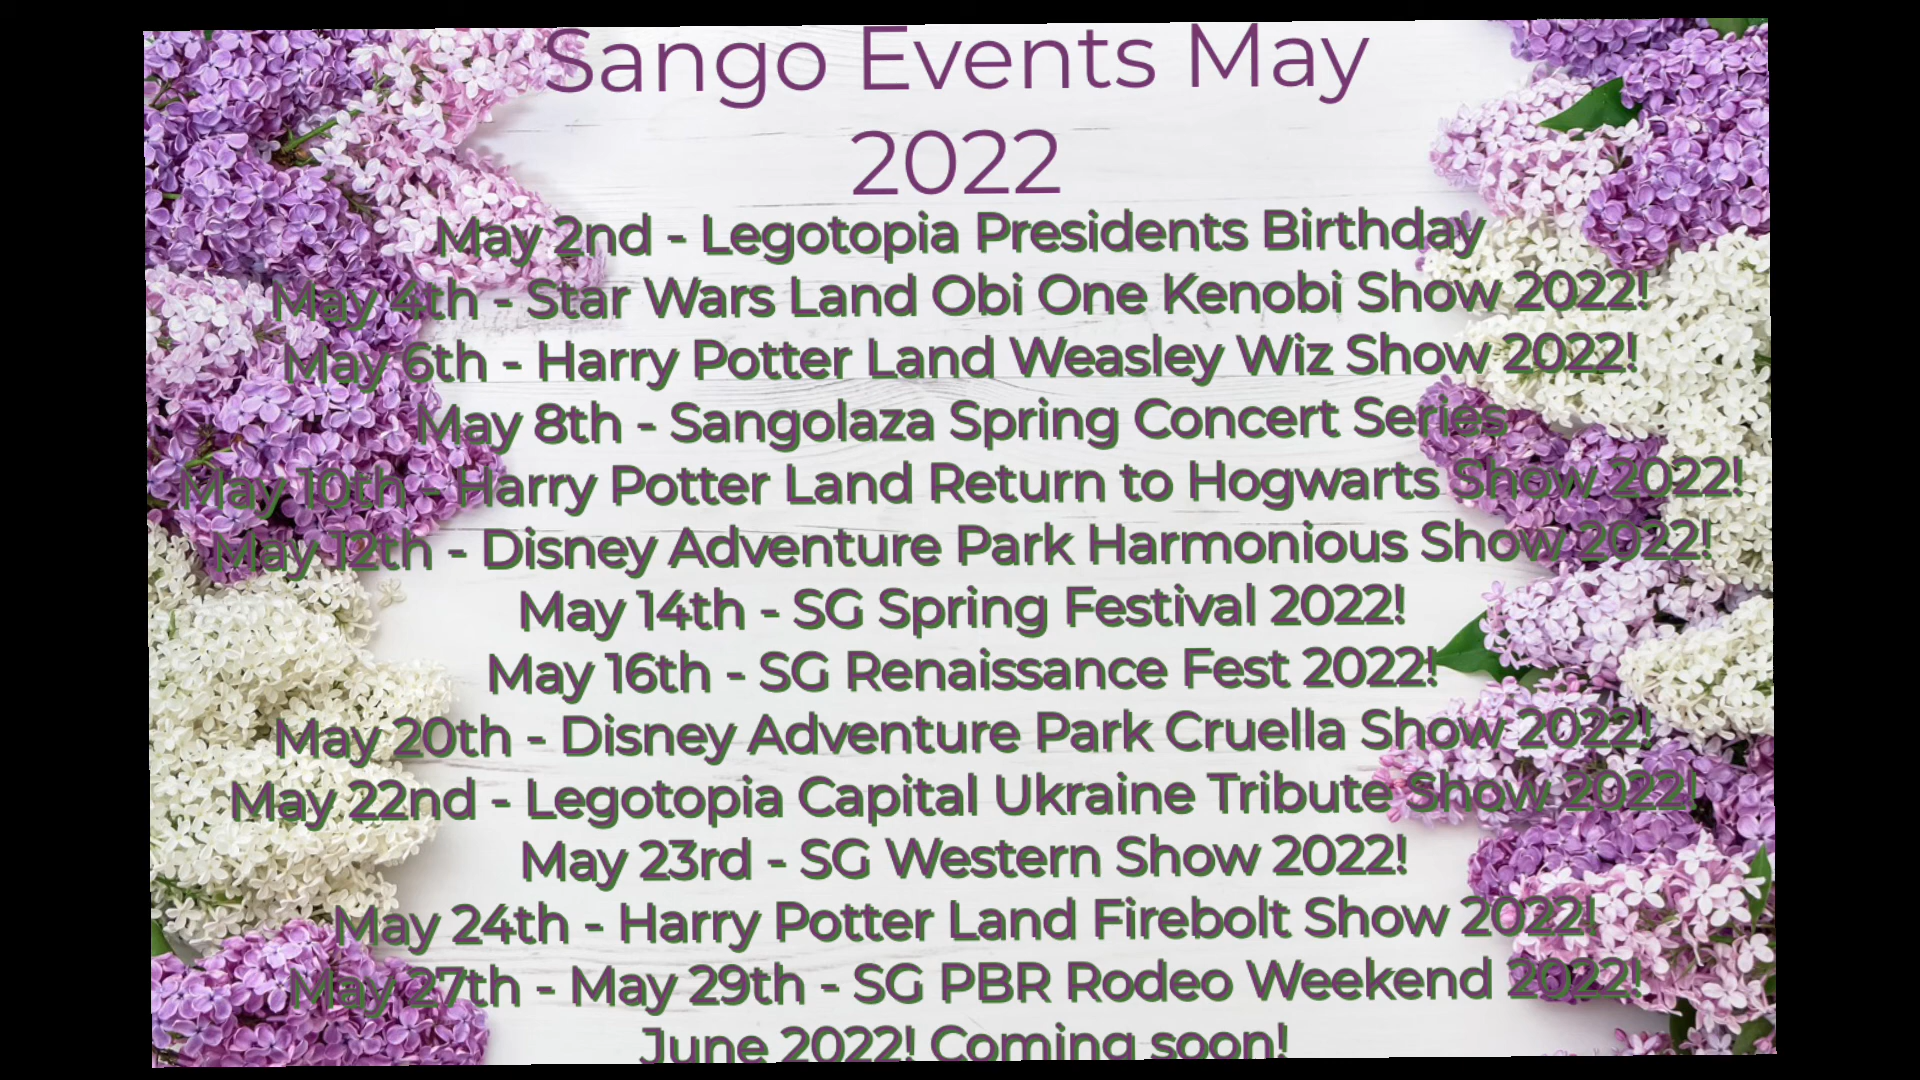 Sango Events May
2022
May 2nd - Legotopia Presidents Birthday
May 4th - Star Wars Land Obi One Kenobi Show 2022!
May 6th - Harry Potter Land Weasley Wiz Show 2022!
May 8th - Sangolaza Spring Concert Series
May 10th - Harry Potter Land Return to Hogwarts Show 2022!
May 12th - Disney Adventure Park Harmonious Show 2022!
May 14th - SG Spring Festival 2022!
May 16th - SG Renaissance Fest 2022!
May 20th - Disney Adventure Park Cruella Show 2022!
May 22nd - Legotopia Capital Ukraine Tribute Show 2022!
May 23rd - SG Western Show 2022!
May 24th - Harry Potter Land Firebolt Show 2022!
May 27th - May 29th - SG PBR Rodeo Weekend 2022!
June 2022! Coming soon!